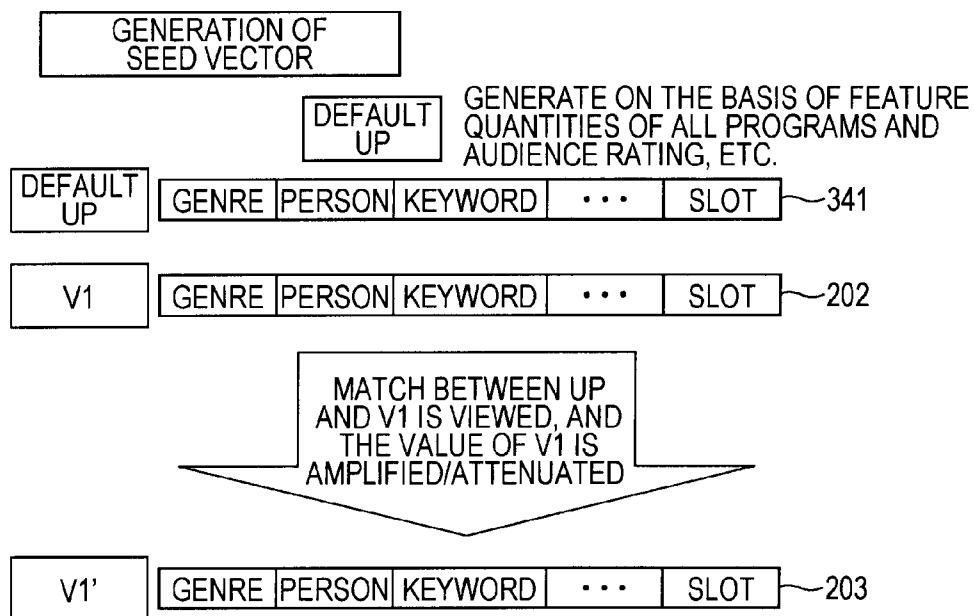 GENERATION OF
SEED VECTOR
DEFAULT
UP
GENERATE ON THE BASIS OF FEATURE
QUANTITIES OF ALL PROGRAMS AND
AUDIENCE RATING, ETC.
DEFAULT
UP
GENRE PERSON KEYWORD ··· SLOT 341
V1 GENRE PERSON KEYWORD ··· SLOT 202
MATCH BETWEEN UP
AND V1 IS VIEWED, AND
THE VALUE OF V1 IS
AMPLIFIED/ATTENUATED
V1' GENRE PERSON KEYWORD ··· SLOT 203